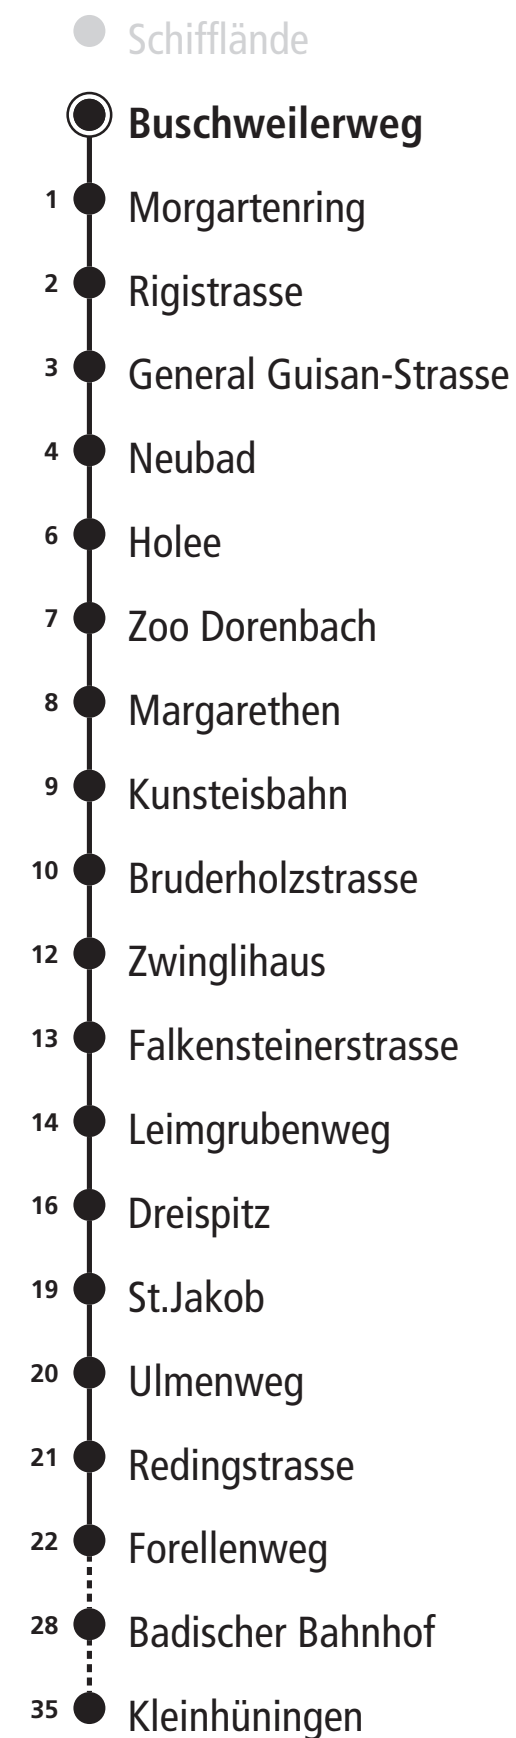 Schifflände
Buschweilerweg
1 Morgartenring
2 Rigistrasse
3 General Guisan-Strasse
4 Neubad
6 Holee
7 Zoo Dorenbach
8 Margarethen
9 Kunsteisbahn
10 Bruderholzstrasse
12 Zwinglihaus
13 Falkensteinerstrasse
14 Leimgrubenweg
16 Dreispitz
19 St.Jakob
20 Ulmenweg
21 Redingstrasse
22 Forellenweg
28 Badischer Bahnhof
35 Kleinhüningen